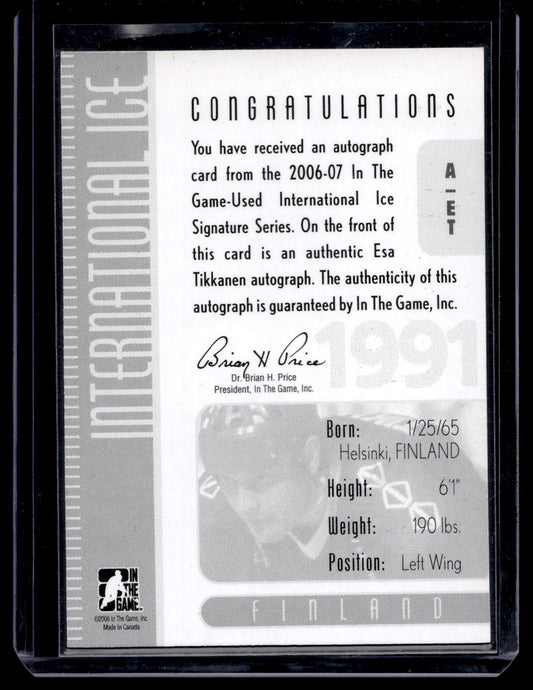 INTERNATIONAL ICE
CONGRATULATIONS
You have received an autograph
card from the 2006-07 In The
Game-Used International Ice
Signature Series. On the front of
this card is an authentic Esa
Tikkanen autograph. The authenticity of this
autograph is guaranteed by In The Game, Inc.
A-ET
Brian H Price
Dr. Brian H. Price
President, In The Game, Inc.
1991
Born: 1/25/65
Helsinki, FINLAND
Height: 6'1"
Weight: 190 lbs.
Position: Left Wing
FINLAND
IN
THE
GAME
©2006 In The Game, Inc.
Made in Canada